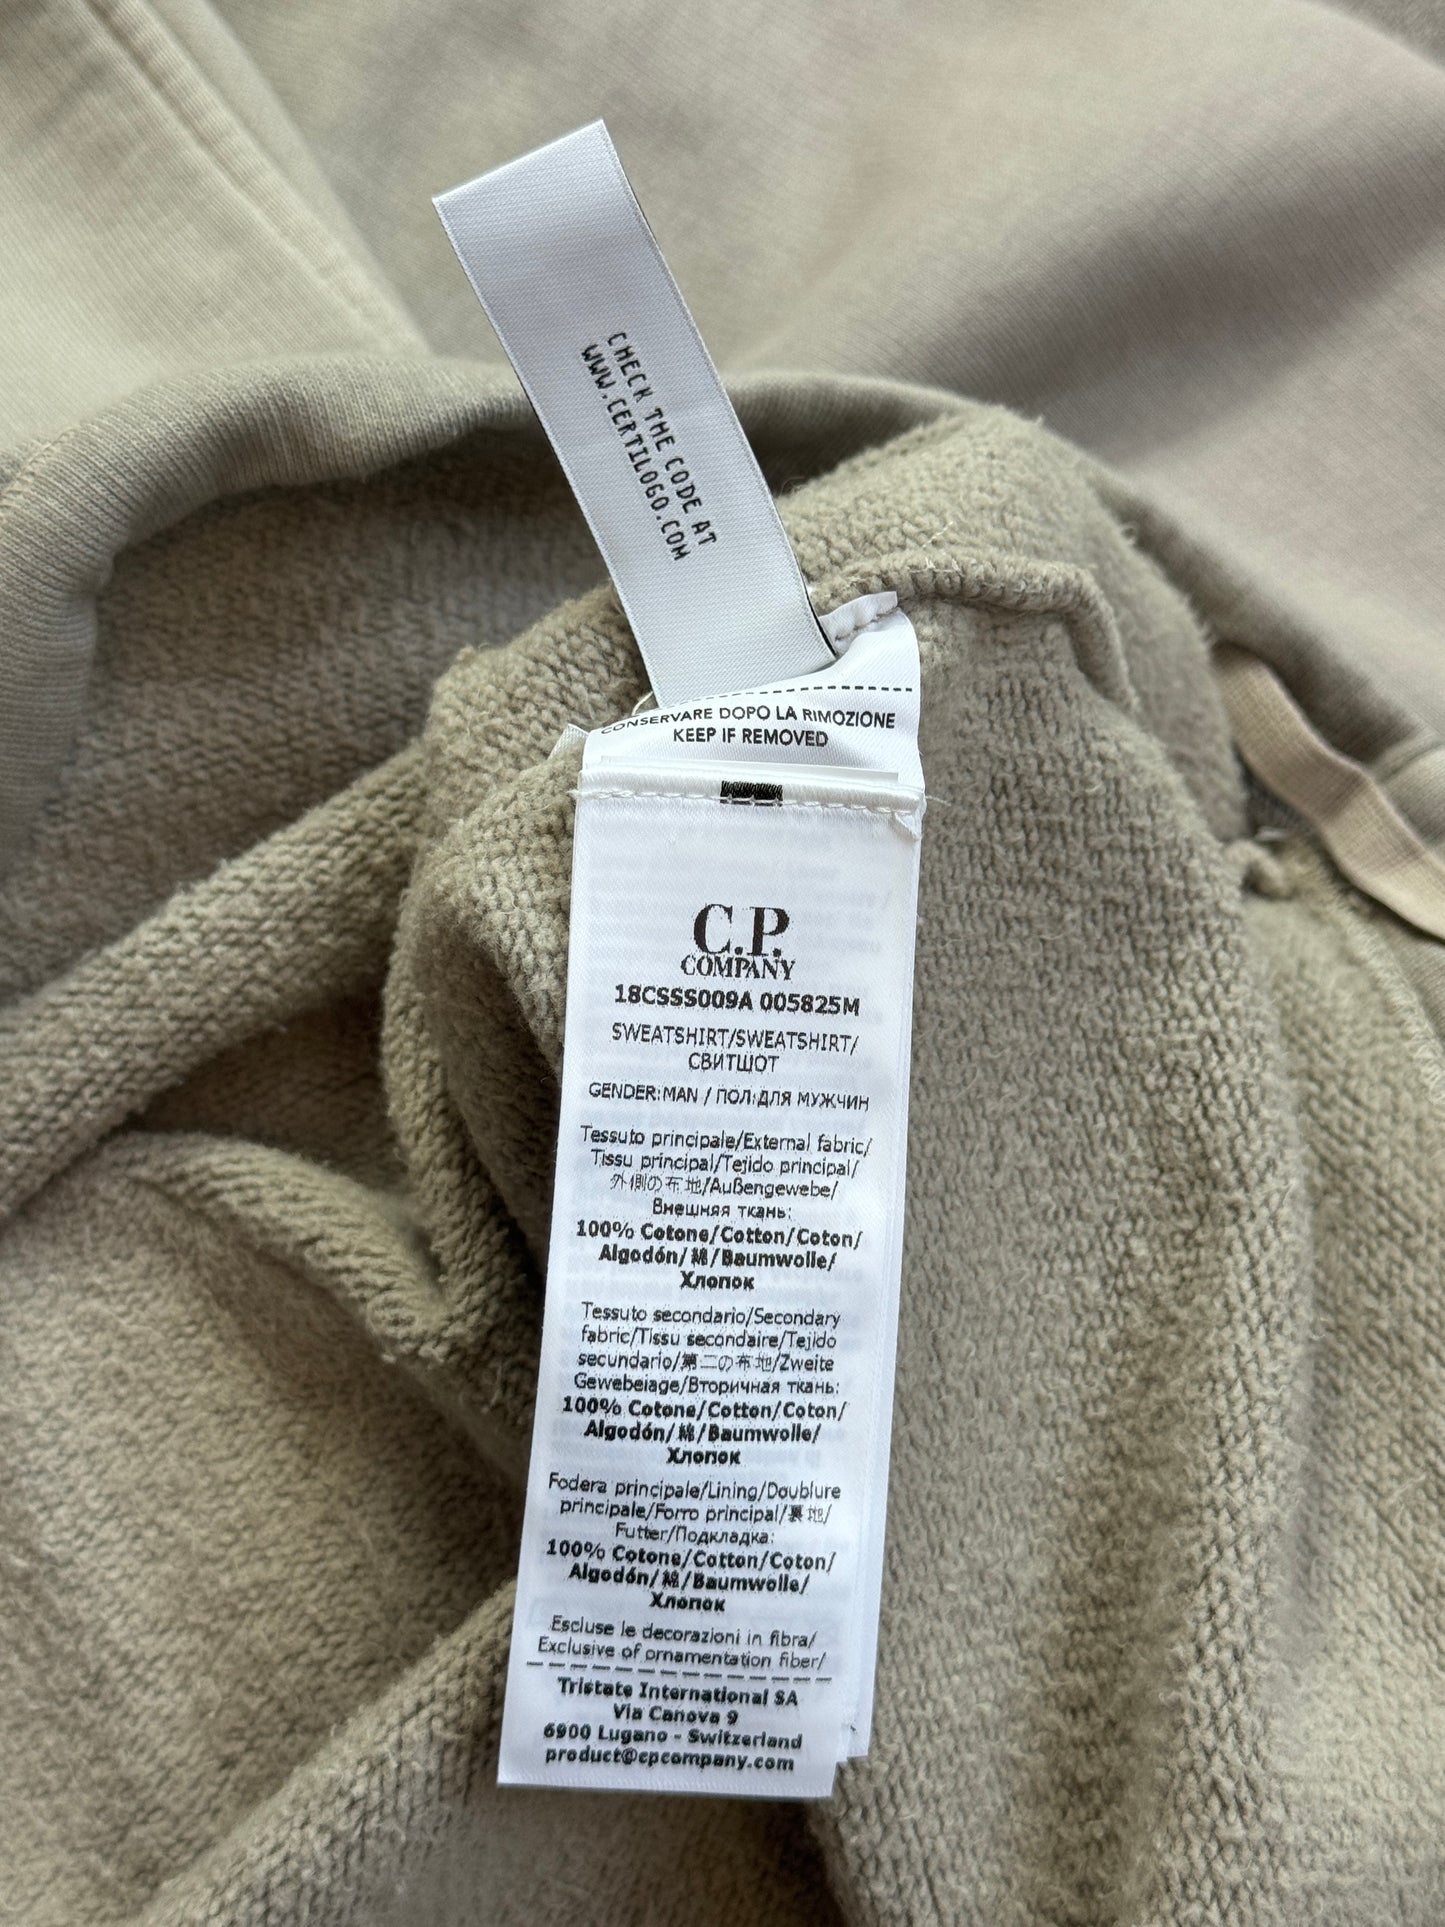 CHECK THE CODE AT
WWW.CERTILOGO.COM
CONSERVARE DOPO LA RIMOZIONE
KEEP IF REMOVED
C.P.
COMPANY
18CSSS009A 005825M
SWEATSHIRT/SWEATSHIRT/
СВИТШОТ
GENDER:MAN / ПОЛ:ДЛЯ МУЖЧИН
Tessuto principale/External fabric/
Tissu principal/Tejido principal/
外側の布地/Außengewebe/
Внешняя ткань:
100% Cotone/Cotton/Coton/
Algodón/綿/Baumwolle/
Хлопок
Tessuto secondario/Secondary
fabric/Tissu secondaire/Tejido
secundario/第二の布地/Zweite
Gewebelage/Вторичная ткань:
100% Cotone/Cotton/Coton/
Algodón/綿/Baumwolle/
Хлопок
Fodera principale/Lining/Doublure
principale/Forro principal/裏地/
Futter/Подкладка:
100% Cotone/Cotton/Coton/
Algodón/綿/Baumwolle/
Хлопок
Escluse le decorazioni in fibra/
Exclusive of ornamentation fiber/
Tristate International SA
Via Canova 9
6900 Lugano - Switzerland
product@cpcompany.com